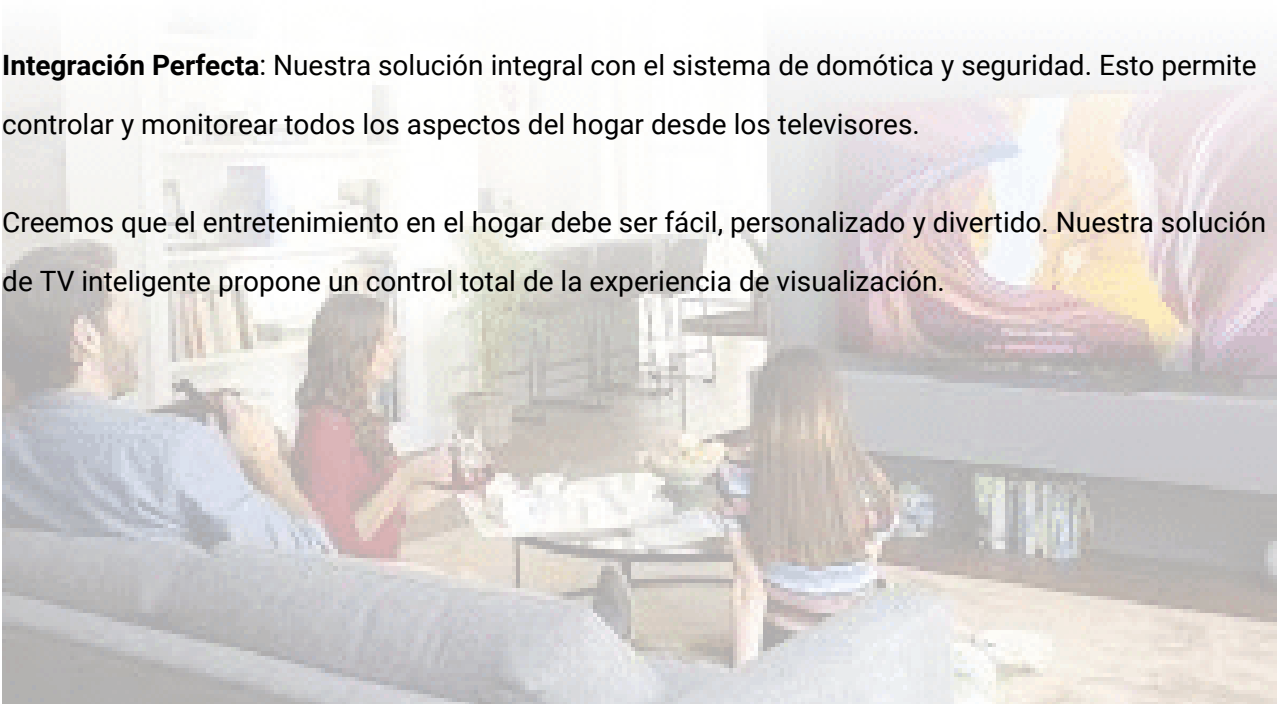 Integración Perfecta: Nuestra solución integral con el sistema de domótica y seguridad. Esto permite
controlar y monitorear todos los aspectos del hogar desde los televisores.
Creemos que el entretenimiento en el hogar debe ser fácil, personalizado y divertido. Nuestra solución
de TV inteligente propone un control total de la experiencia de visualización.